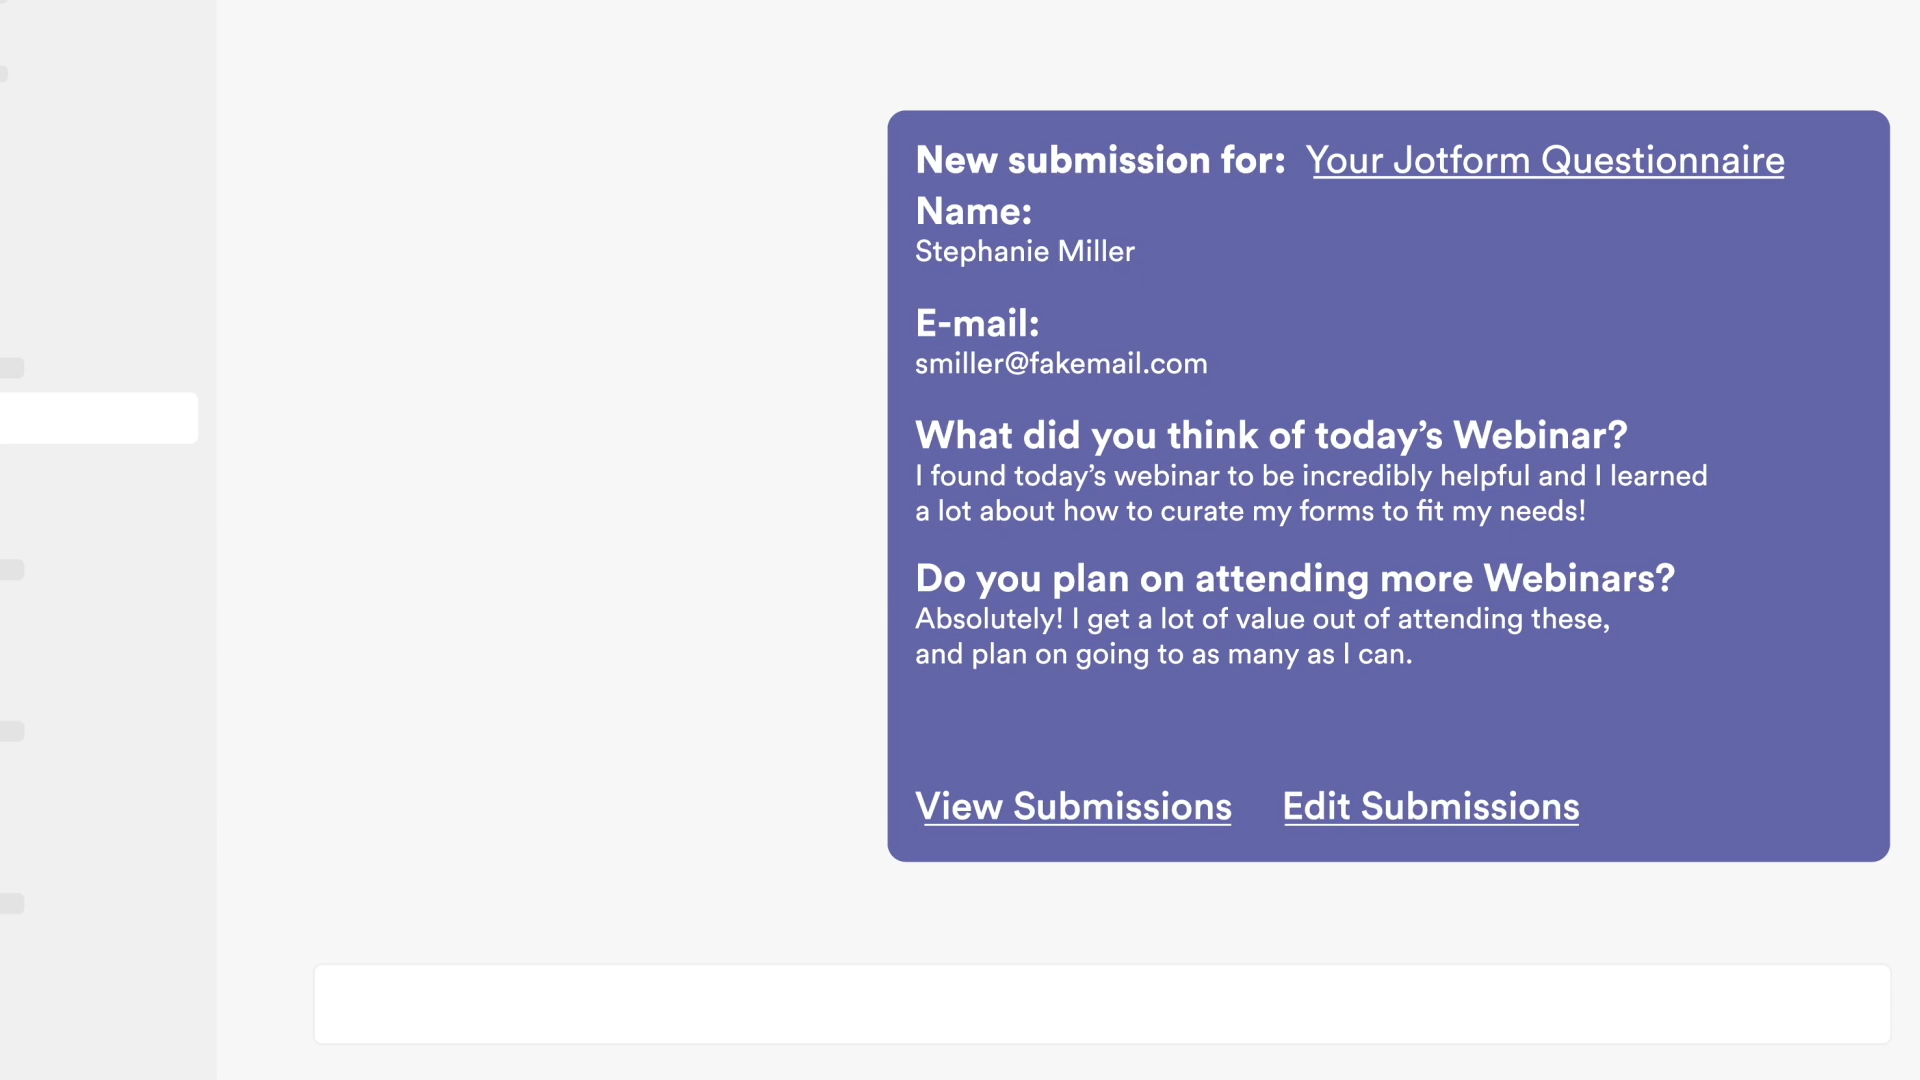 New submission for: Your Jotform Questionnaire
Name:
Stephanie Miller
E-mail:
smiller@fakemail.com
What did you think of today’s Webinar?
I found today’s webinar to be incredibly helpful and I learned
a lot about how to curate my forms to fit my needs!
Do you plan on attending more Webinars?
Absolutely! I get a lot of value out of attending these,
and plan on going to as many as I can.
View Submissions Edit Submissions